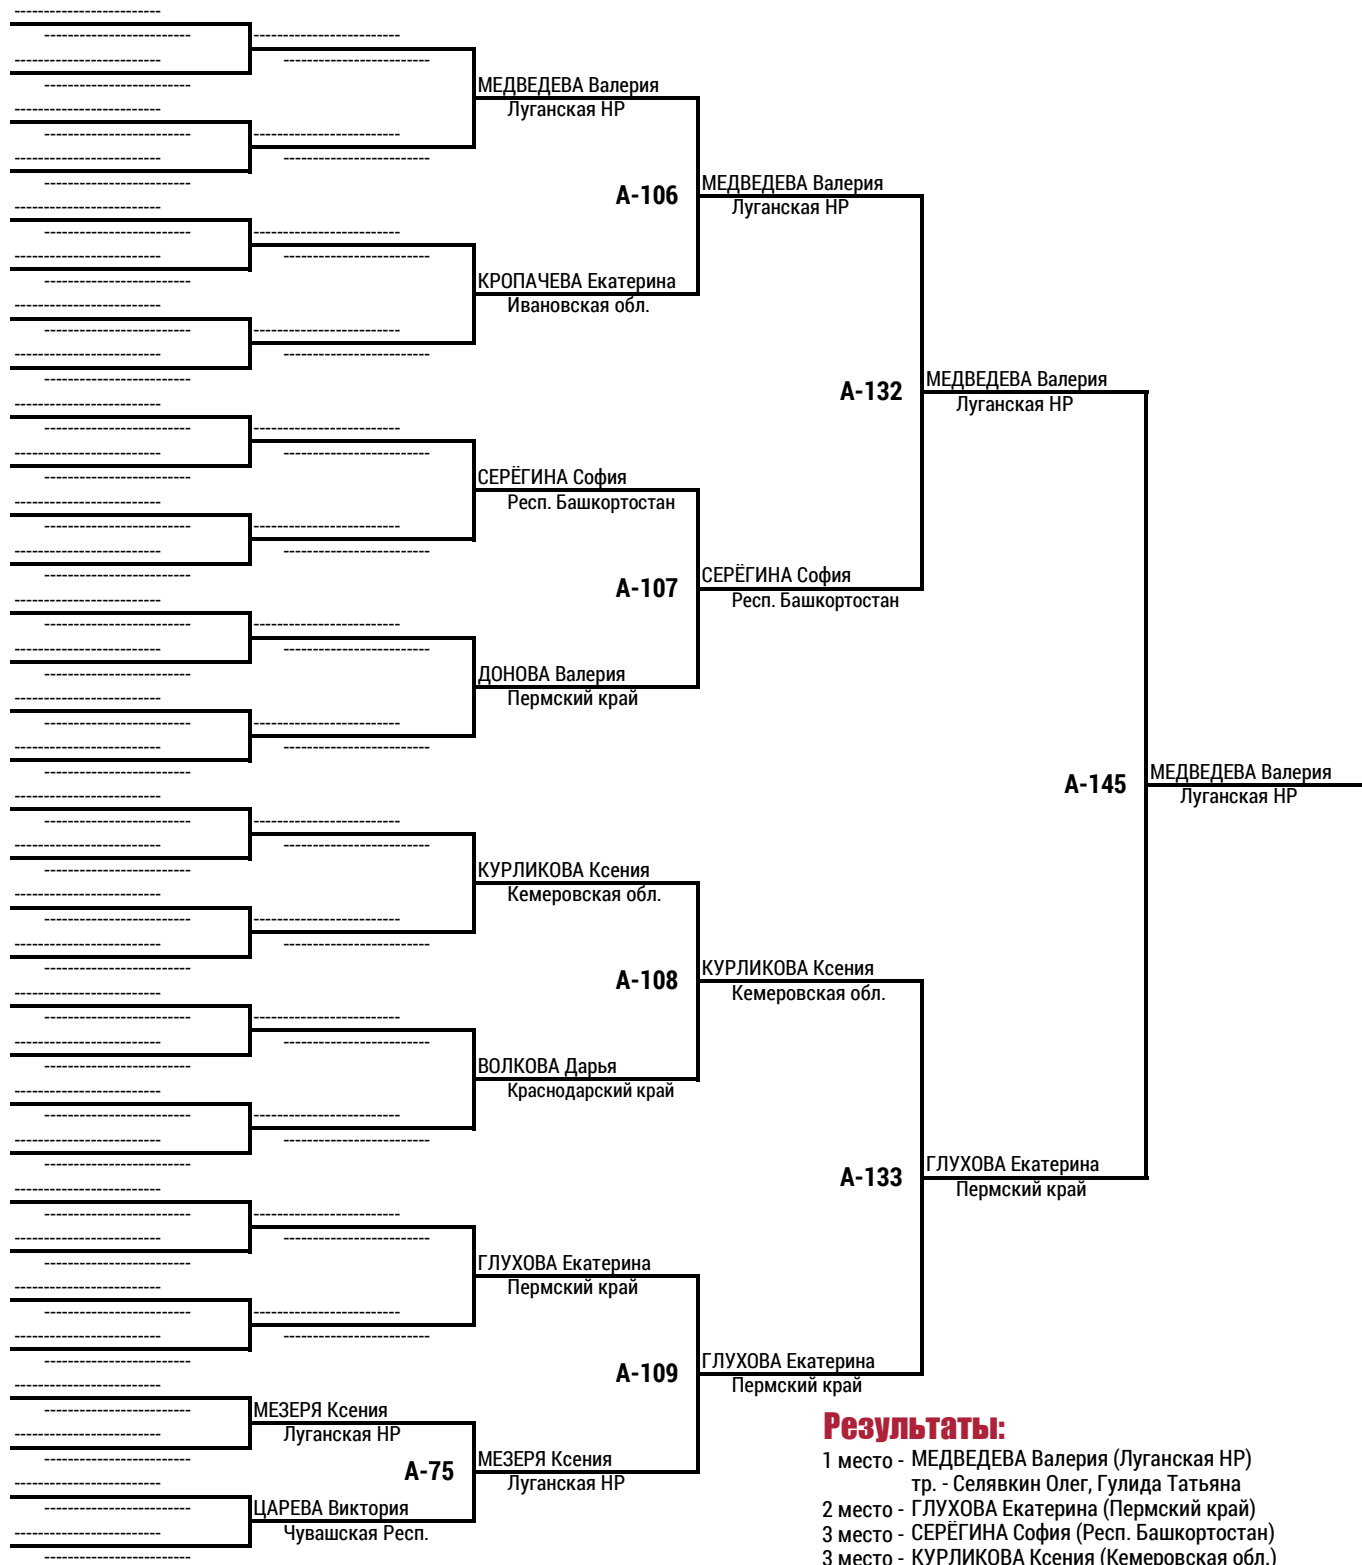 МЕДВЕДЕВА Валерия
Луганская НР
А-106
МЕДВЕДЕВА Валерия
Луганская НР
КРОПАЧЕВА Екатерина
Ивановская обл.
А-132
МЕДВЕДЕВА Валерия
Луганская НР
СЕРЁГИНА София
Респ. Башкортостан
А-107
СЕРЁГИНА София
Респ. Башкортостан
ДОНОВА Валерия
Пермский край
А-145
МЕДВЕДЕВА Валерия
Луганская НР
КУРЛИКОВА Ксения
Кемеровская обл.
А-108
КУРЛИКОВА Ксения
Кемеровская обл.
ВОЛКОВА Дарья
Краснодарский край
А-133
ГЛУХОВА Екатерина
Пермский край
ГЛУХОВА Екатерина
Пермский край
А-109
ГЛУХОВА Екатерина
Пермский край
МЕЗЕРЯ Ксения
Луганская НР
А-75
МЕЗЕРЯ Ксения
Луганская НР
ЦАРЕВА Виктория
Чувашская Респ.
Результаты:
1 место - МЕДВЕДЕВА Валерия (Луганская НР)
тр. - Селявкин Олег, Гулида Татьяна
2 место - ГЛУХОВА Екатерина (Пермский край)
3 место - СЕРЁГИНА София (Респ. Башкортостан)
3 место - КУРЛИКОВА Ксения (Кемеровская обл.)